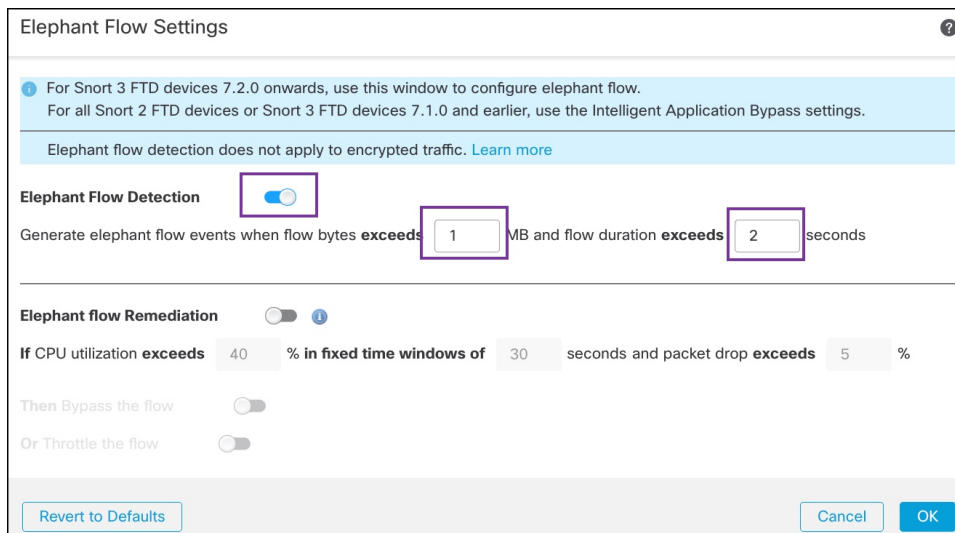 Elephant Flow Settings
?
i For Snort 3 FTD devices 7.2.0 onwards, use this window to configure elephant flow.
For all Snort 2 FTD devices or Snort 3 FTD devices 7.1.0 and earlier, use the Intelligent Application Bypass settings.
Elephant flow detection does not apply to encrypted traffic. Learn more
Elephant Flow Detection
Generate elephant flow events when flow bytes exceeds 1 MB and flow duration exceeds 2 seconds
Elephant flow Remediation i
If CPU utilization exceeds 40 % in fixed time windows of 30 seconds and packet drop exceeds 5 %
Then Bypass the flow
Or Throttle the flow
Revert to Defaults Cancel OK